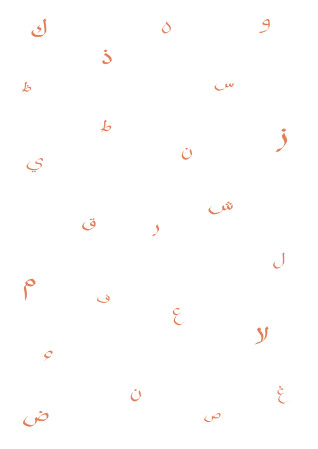 و ه ك
ذ
س ظ
ط
ز
ن ي
ش
ق ر
ل
م
ف
ع
لا
ء
غ ن
ص ض